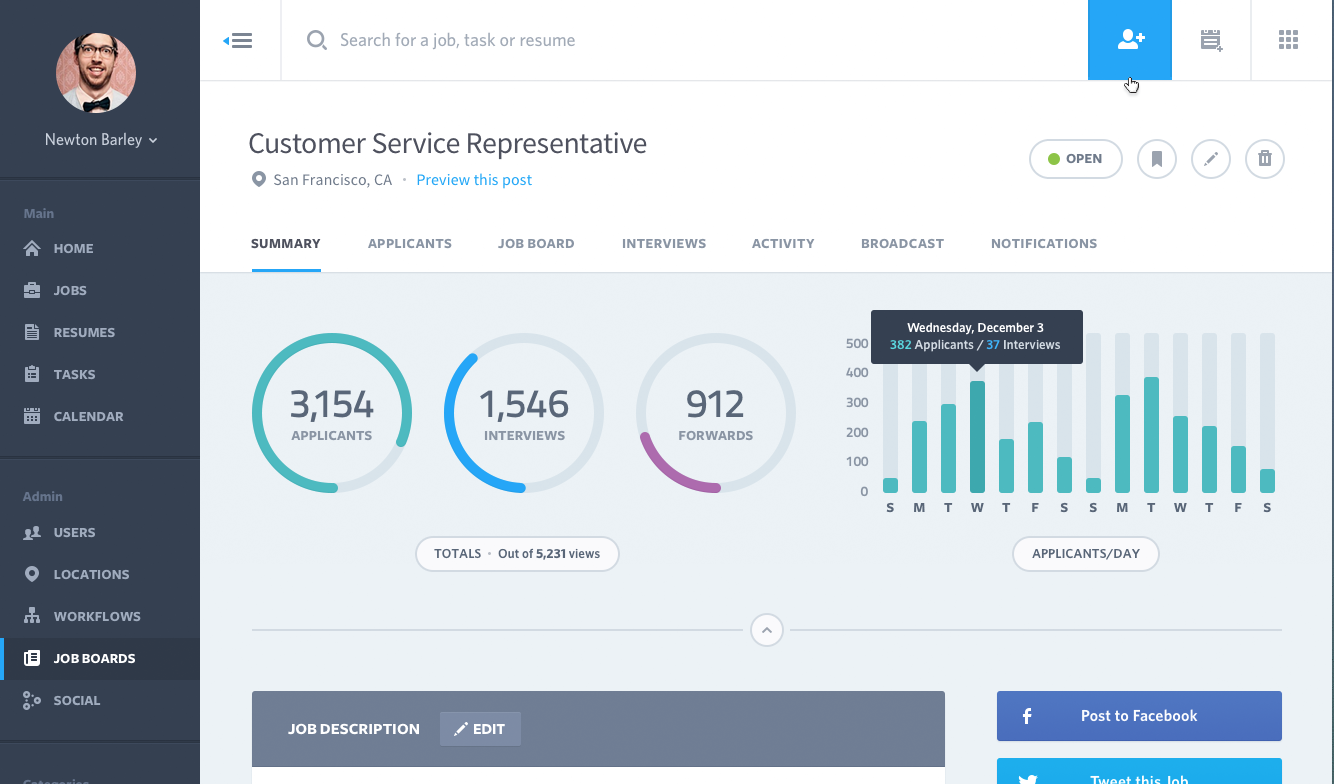 Newton Barley
Main
HOME
JOBS
RESUMES
TASKS
CALENDAR
Admin
USERS
LOCATIONS
WORKFLOWS
JOB BOARDS
SOCIAL
Categories
Search for a job, task or resume
Customer Service Representative
San Francisco, CA • Preview this post
OPEN
SUMMARY APPLICANTS JOB BOARD INTERVIEWS ACTIVITY BROADCAST NOTIFICATIONS
3,154
APPLICANTS
1,546
INTERVIEWS
912
FORWARDS
TOTALS • Out of 5,231 views
Wednesday, December 3
382 Applicants / 37 Interviews
500
400
300
200
100
0
S M T W T F S S M T W T F S
APPLICANTS/DAY
JOB DESCRIPTION EDIT
Post to Facebook
Tweet this Job